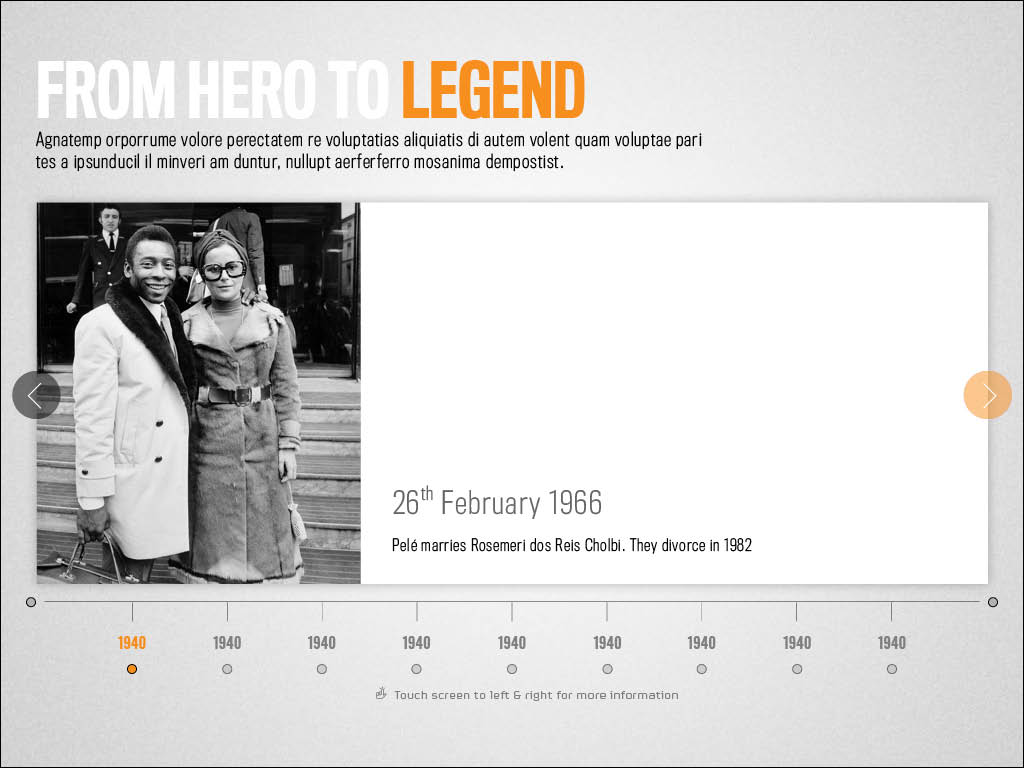 FROM HERO TO LEGEND
Agnatemp orporrume volore perectatem re voluptatias aliquiatis di autem volent quam voluptae pari
tes a ipsunducil il minveri am duntur, nullupt aerferferro mosanima dempostist.
26th February 1966
Pelé marries Rosemeri dos Reis Cholbi. They divorce in 1982
1940 1940 1940 1940 1940 1940 1940 1940 1940
Touch screen to left & right for more information